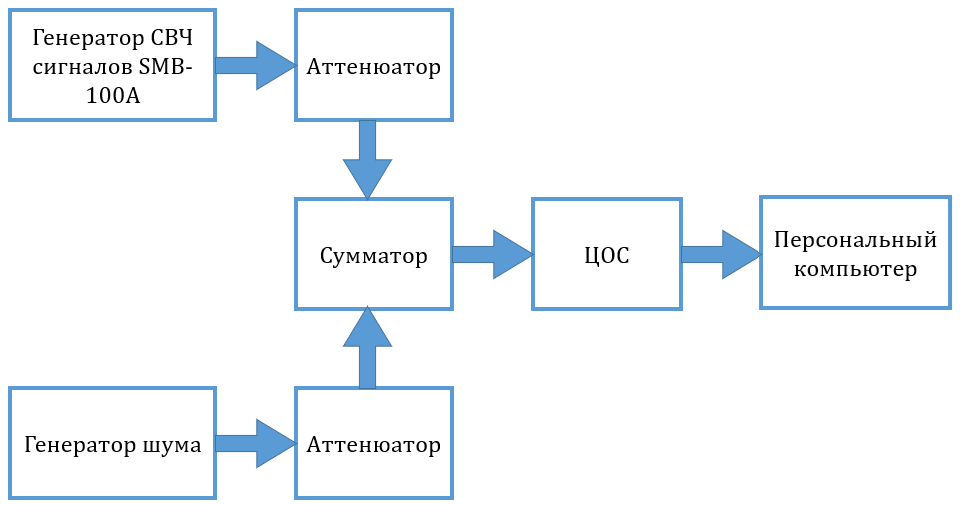 Генератор СВЧ
сигналов SMB-
100A
Аттенюатор
Сумматор
ЦОС
Персональный
компьютер
Генератор шума
Аттенюатор